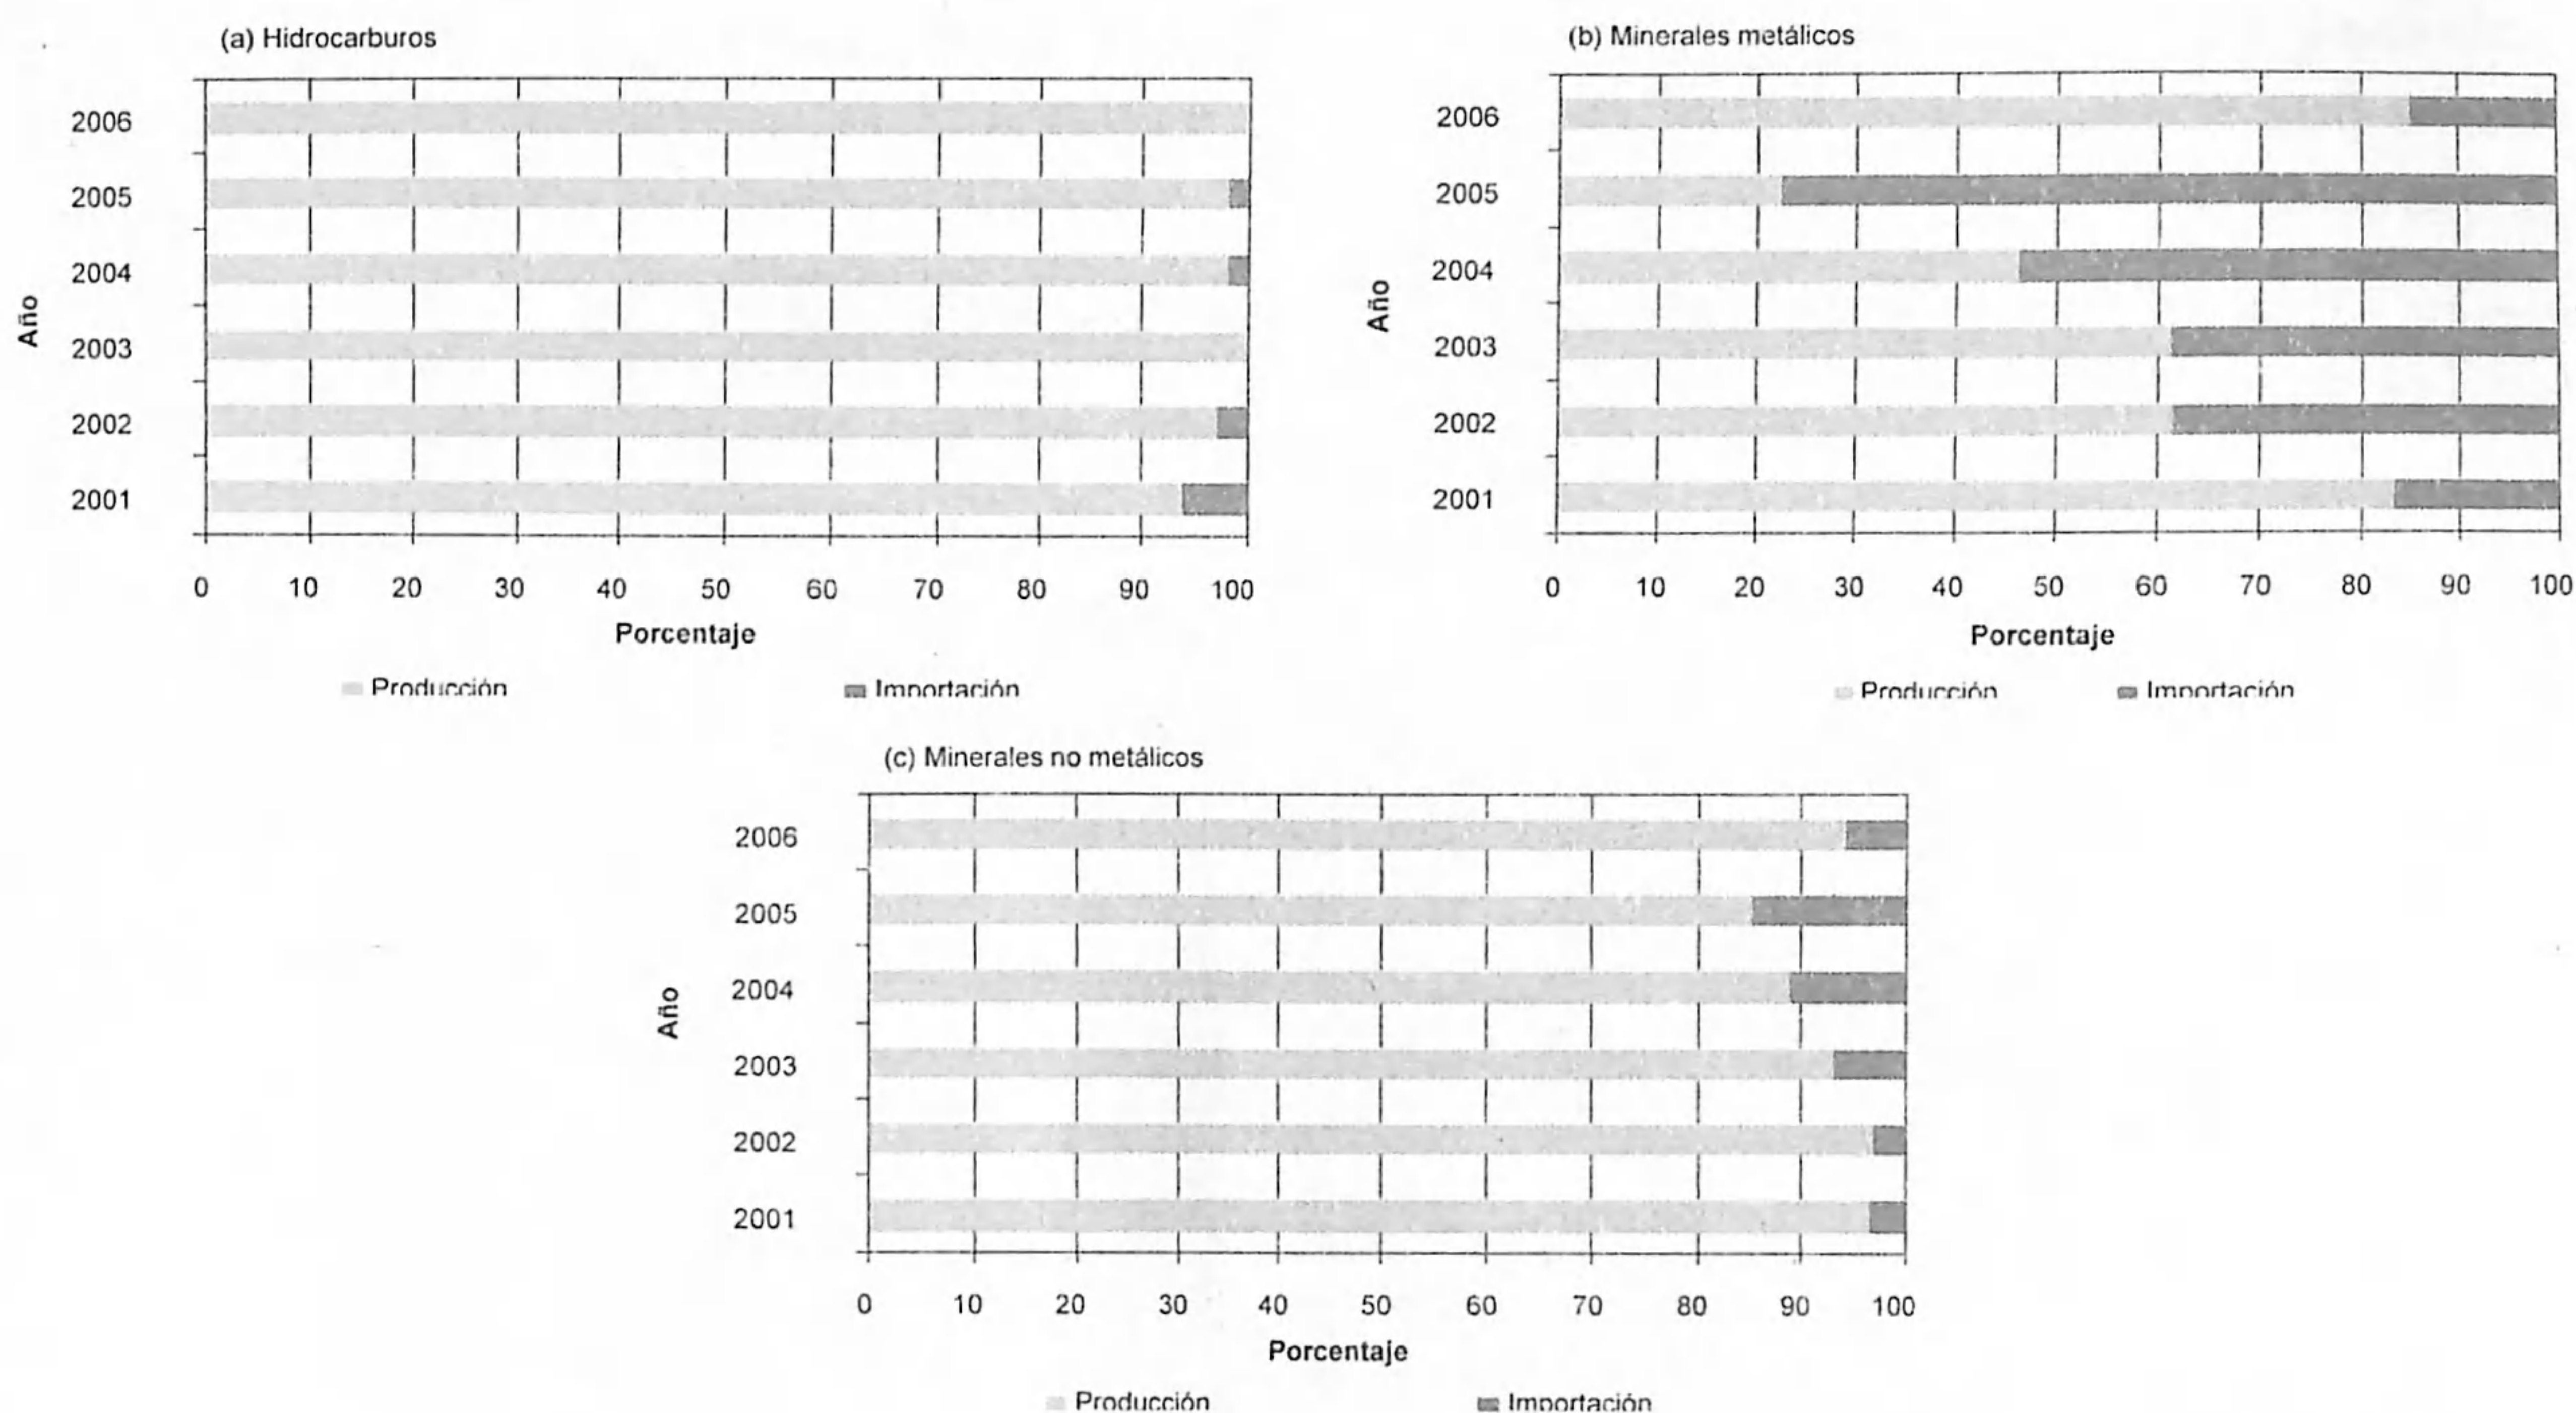 (a) Hidrocarburos
2006
2005
2004
2003
2002
2001
Año
0 10 20 30 40 50 60 70 80 90 100
Porcentaje
Producción Importación
(b) Minerales metálicos
2006
2005
2004
2003
2002
2001
Año
0 10 20 30 40 50 60 70 80 90 100
Porcentaje
Producción Importación
(c) Minerales no metálicos
2006
2005
2004
2003
2002
2001
Año
0 10 20 30 40 50 60 70 80 90 100
Porcentaje
Producción Importación